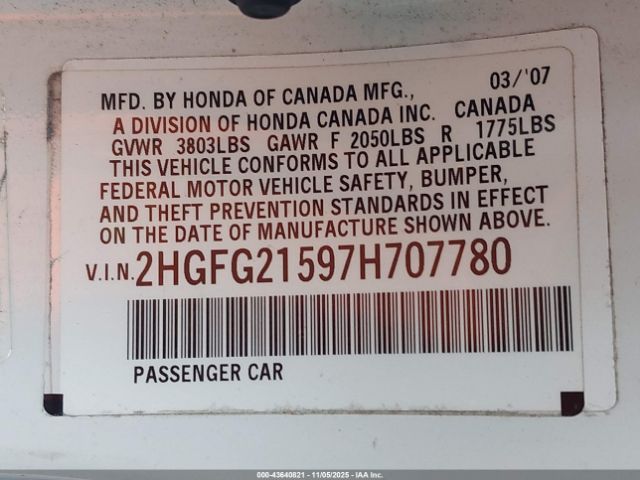 MFD. BY HONDA OF CANADA MFG., 03/'07
A DIVISION OF HONDA CANADA INC. CANADA
GVWR 3803LBS GAWR F 2050LBS R 1775LBS
THIS VEHICLE CONFORMS TO ALL APPLICABLE
FEDERAL MOTOR VEHICLE SAFETY, BUMPER,
AND THEFT PREVENTION STANDARDS IN EFFECT
ON THE DATE OF MANUFACTURE SHOWN ABOVE.
V.I.N. 2HGFG21597H707780
PASSENGER CAR
000-43640821 - 11/05/2025 - IAA Inc.